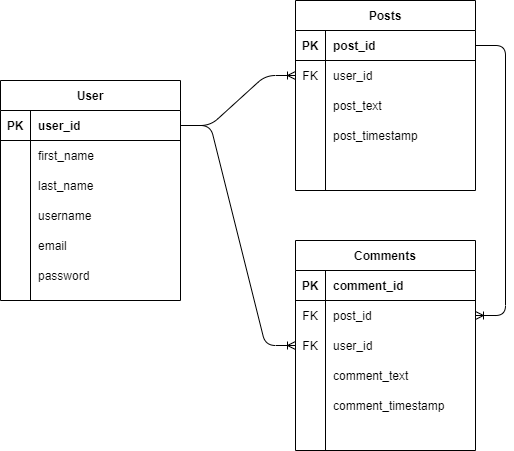 User
PK user_id
first_name
last_name
username
email
password
Posts
PK post_id
FK user_id
post_text
post_timestamp
Comments
PK comment_id
FK post_id
FK user_id
comment_text
comment_timestamp